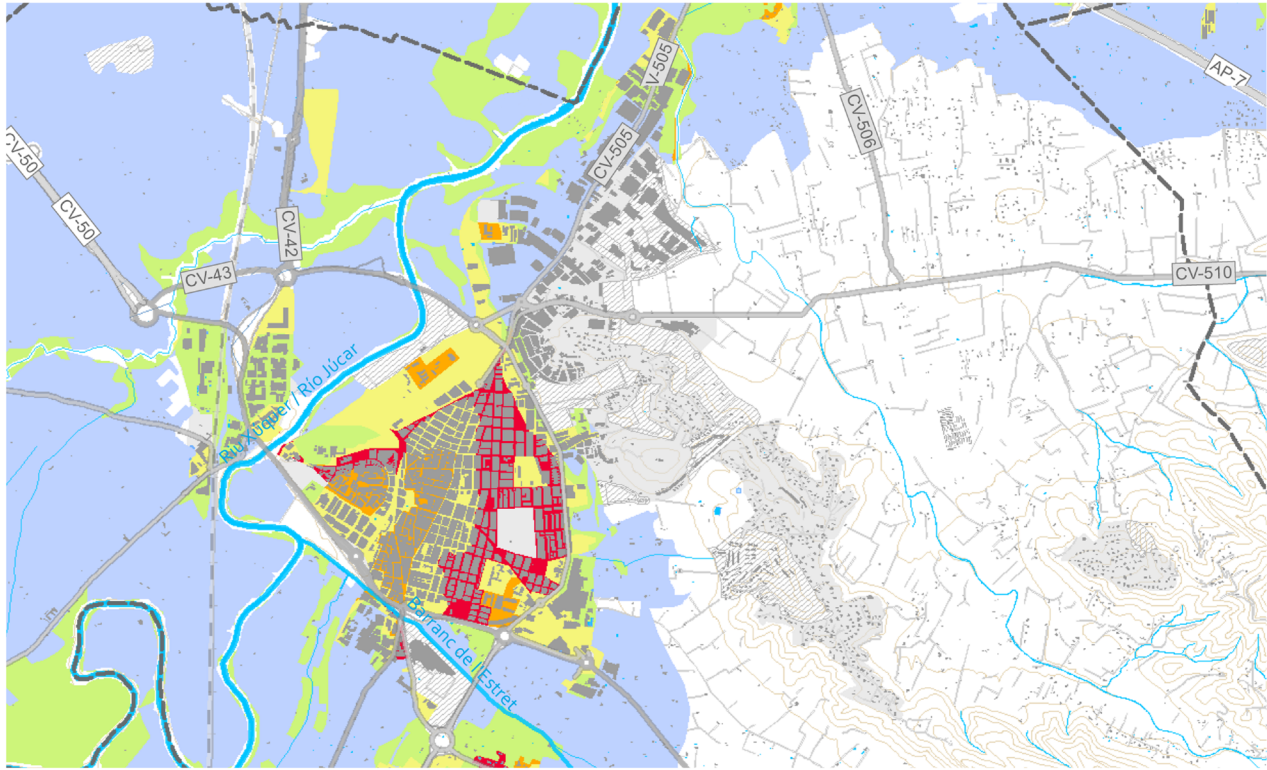 V-505
AP-7
CV-50
CV-505
CV-506
CV-50
CV-42
CV-43
CV-510
Riu Xúquer / Río Júcar
Barranc de l'Estret